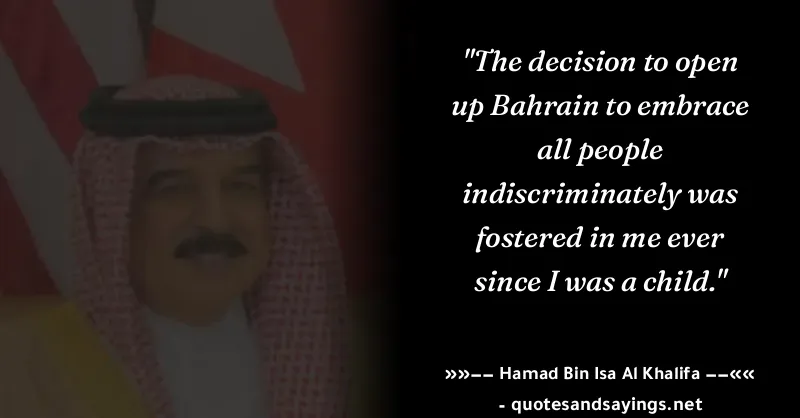 "The decision to open
up Bahrain to embrace
all people
indiscriminately was
fostered in me ever
since I was a child."
»»−− Hamad Bin Isa Al Khalifa −−««
- quotesandsayings.net